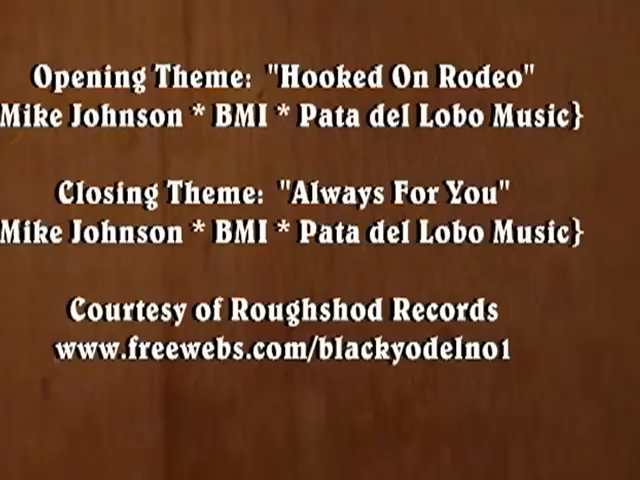 Opening Theme: "Hooked On Rodeo"
Mike Johnson * BMI * Pata del Lobo Music}
Closing Theme: "Always For You"
Mike Johnson * BMI * Pata del Lobo Music}
Courtesy of Roughshod Records
www.freewebs.com/blackyodelno1